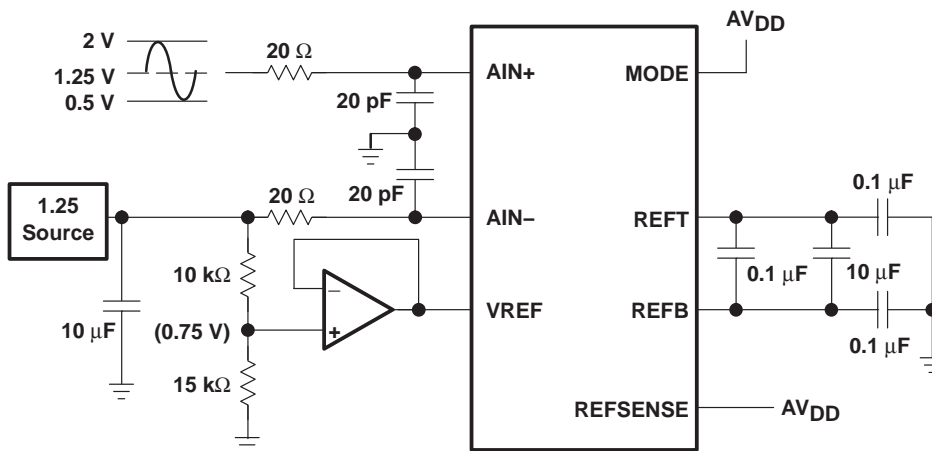 2 V
1.25 V
0.5 V
20 Ω
20 pF
AIN+
MODE
AVDD
1.25
Source
20 Ω
20 pF
AIN−
REFT
0.1 µF
10 kΩ
0.1 µF
10 µF
10 µF
(0.75 V)
−
+
VREF
REFB
0.1 µF
15 kΩ
REFSENSE
AVDD